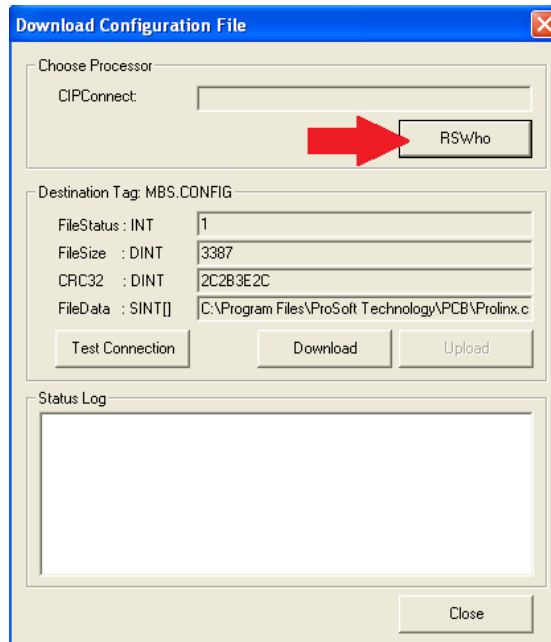 Download Configuration File
Choose Processor
CIPConnect:
RSWho
Destination Tag: MBS.CONFIG
FileStatus : INT 1
FileSize : DINT 3387
CRC32 : DINT 2C2B3E2C
FileData : SINT[] C:\Program Files\ProSoft Technology\PCB\Prolinx.c
Test Connection Download Upload
Status Log
Close